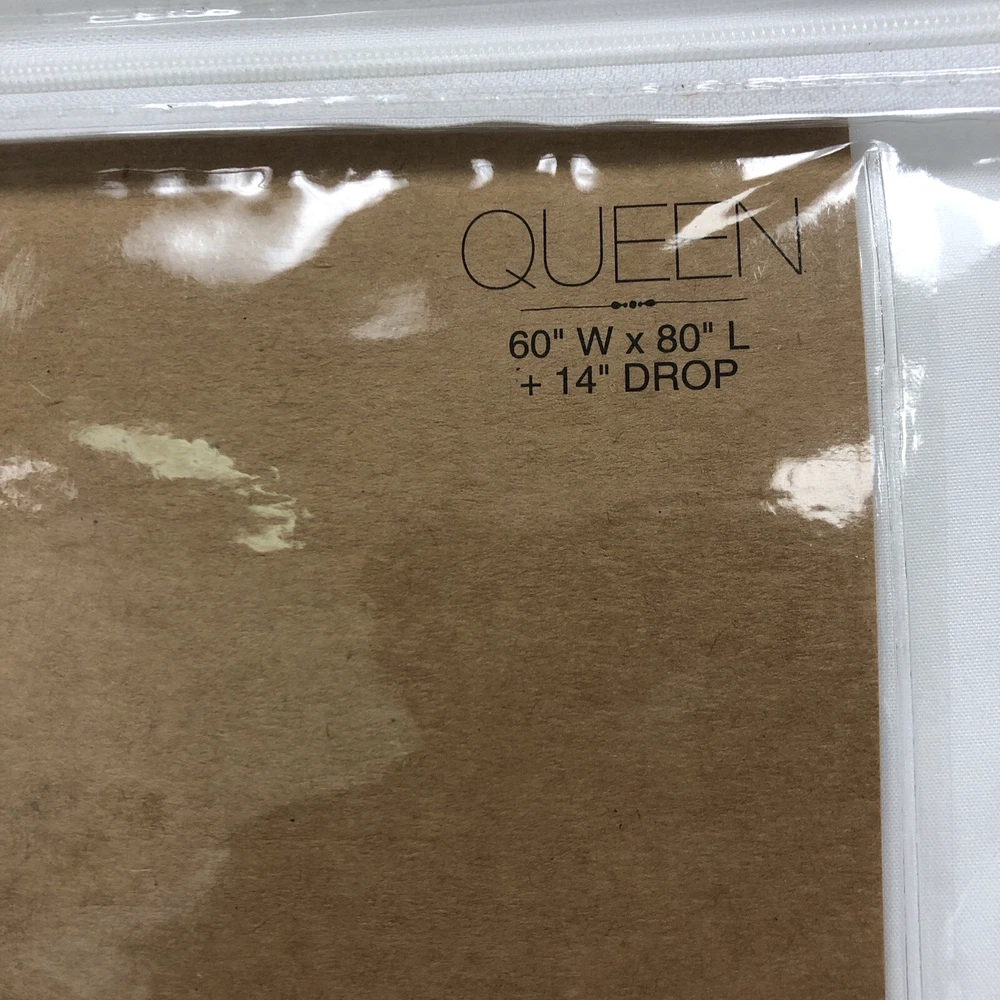 QUEEN
60" W x 80" L
+ 14" DROP